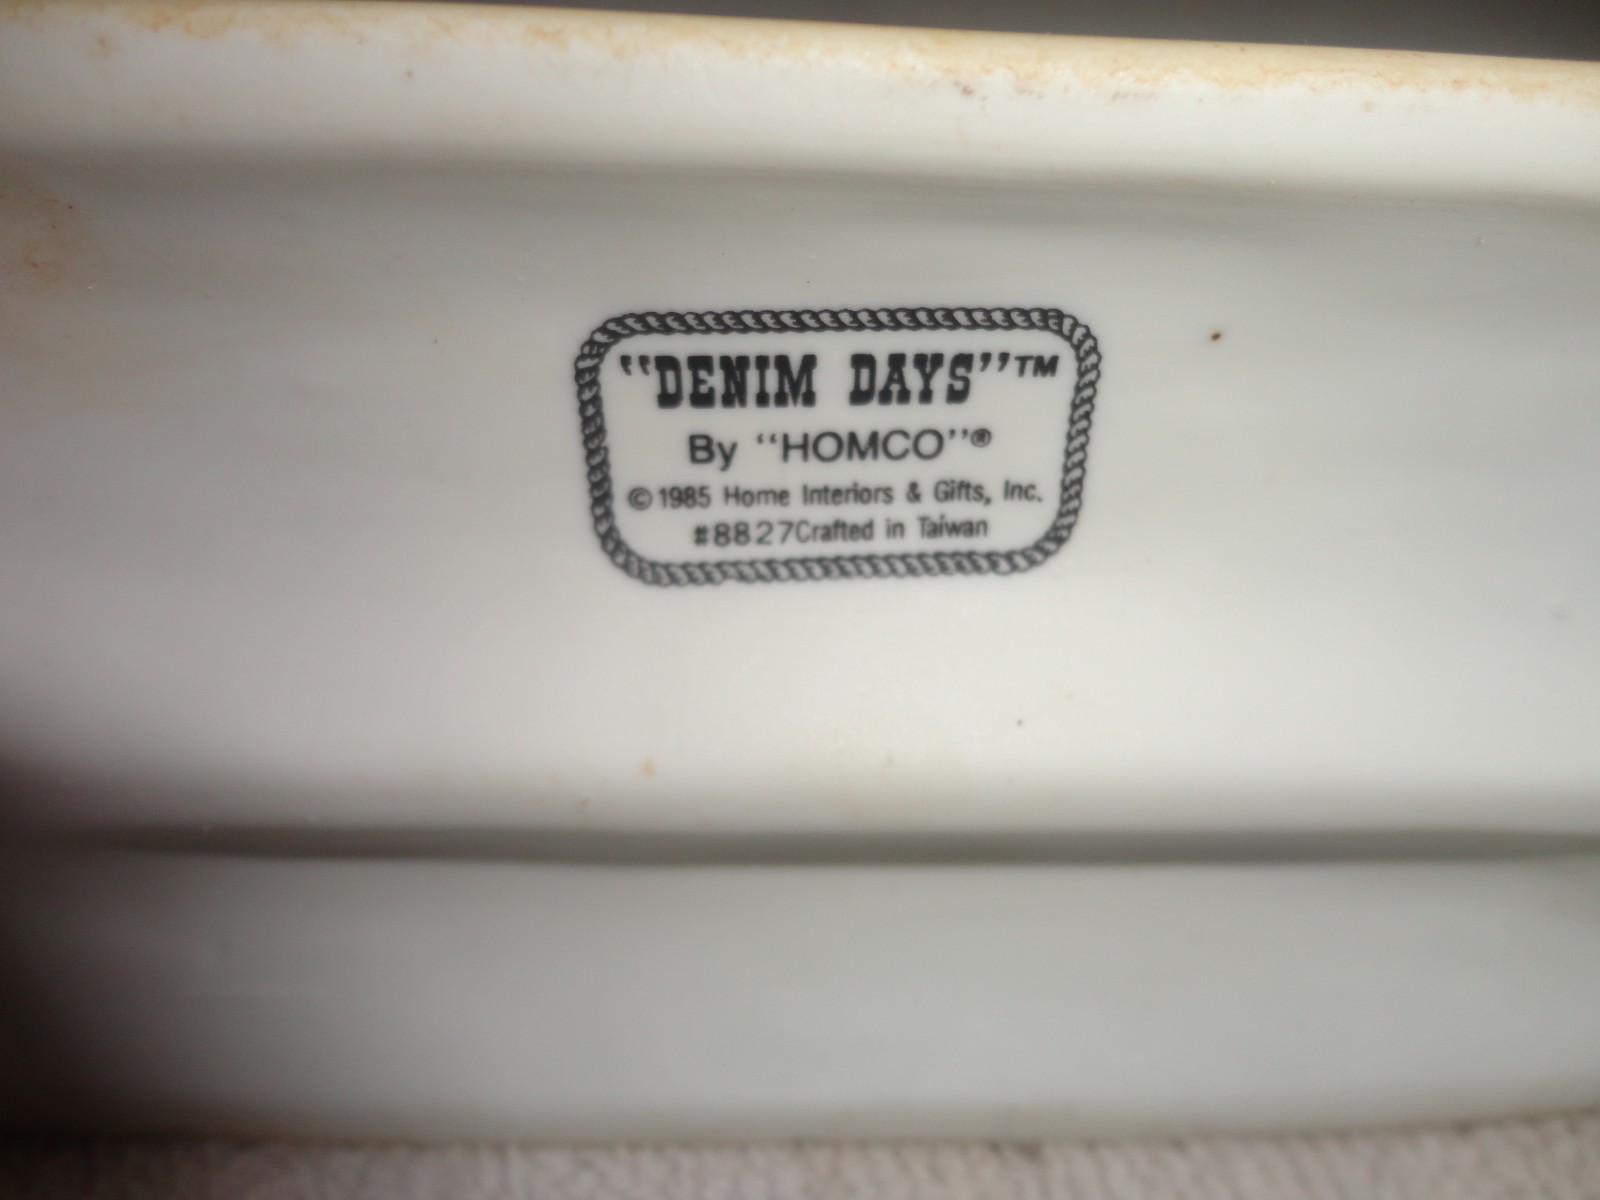 "DENIM DAYS"™
By "HOMCO"®
©1985 Home Interiors & Gifts, Inc.
#8827Crafted in Taiwan